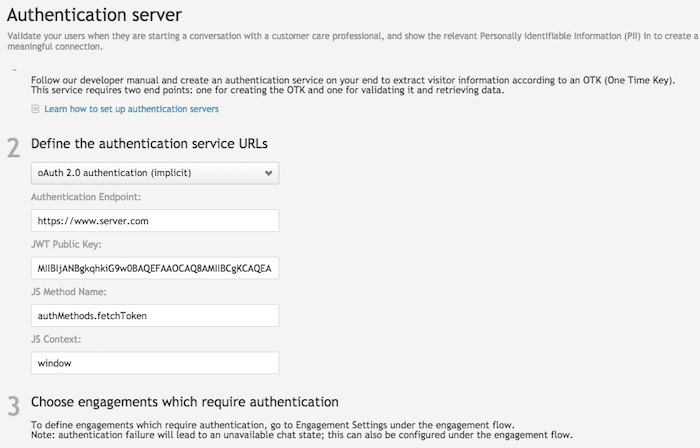 Authentication server
Validate your users when they are starting a conversation with a customer care professional, and show the relevant Personally Identifiable Information (PII) in to create a
meaningful connection.
-
Follow our developer manual and create an authentication service on your end to extract visitor information according to an OTK (One Time Key).
This service requires two end points: one for creating the OTK and one for validating it and retrieving data.
Learn how to set up authentication servers
2 Define the authentication service URLs
oAuth 2.0 authentication (implicit)
Authentication Endpoint:
https://www.server.com
JWT Public Key:
MIIBIjANBgkqhkiG9w0BAQEFAAOCAQ8AMIIBCgKCAQEA
JS Method Name:
authMethods.fetchToken
JS Context:
window
3 Choose engagements which require authentication
To define engagements which require authentication, go to Engagement Settings under the engagement flow.
Note: authentication failure will lead to an unavailable chat state; this can also be configured under the engagement flow.